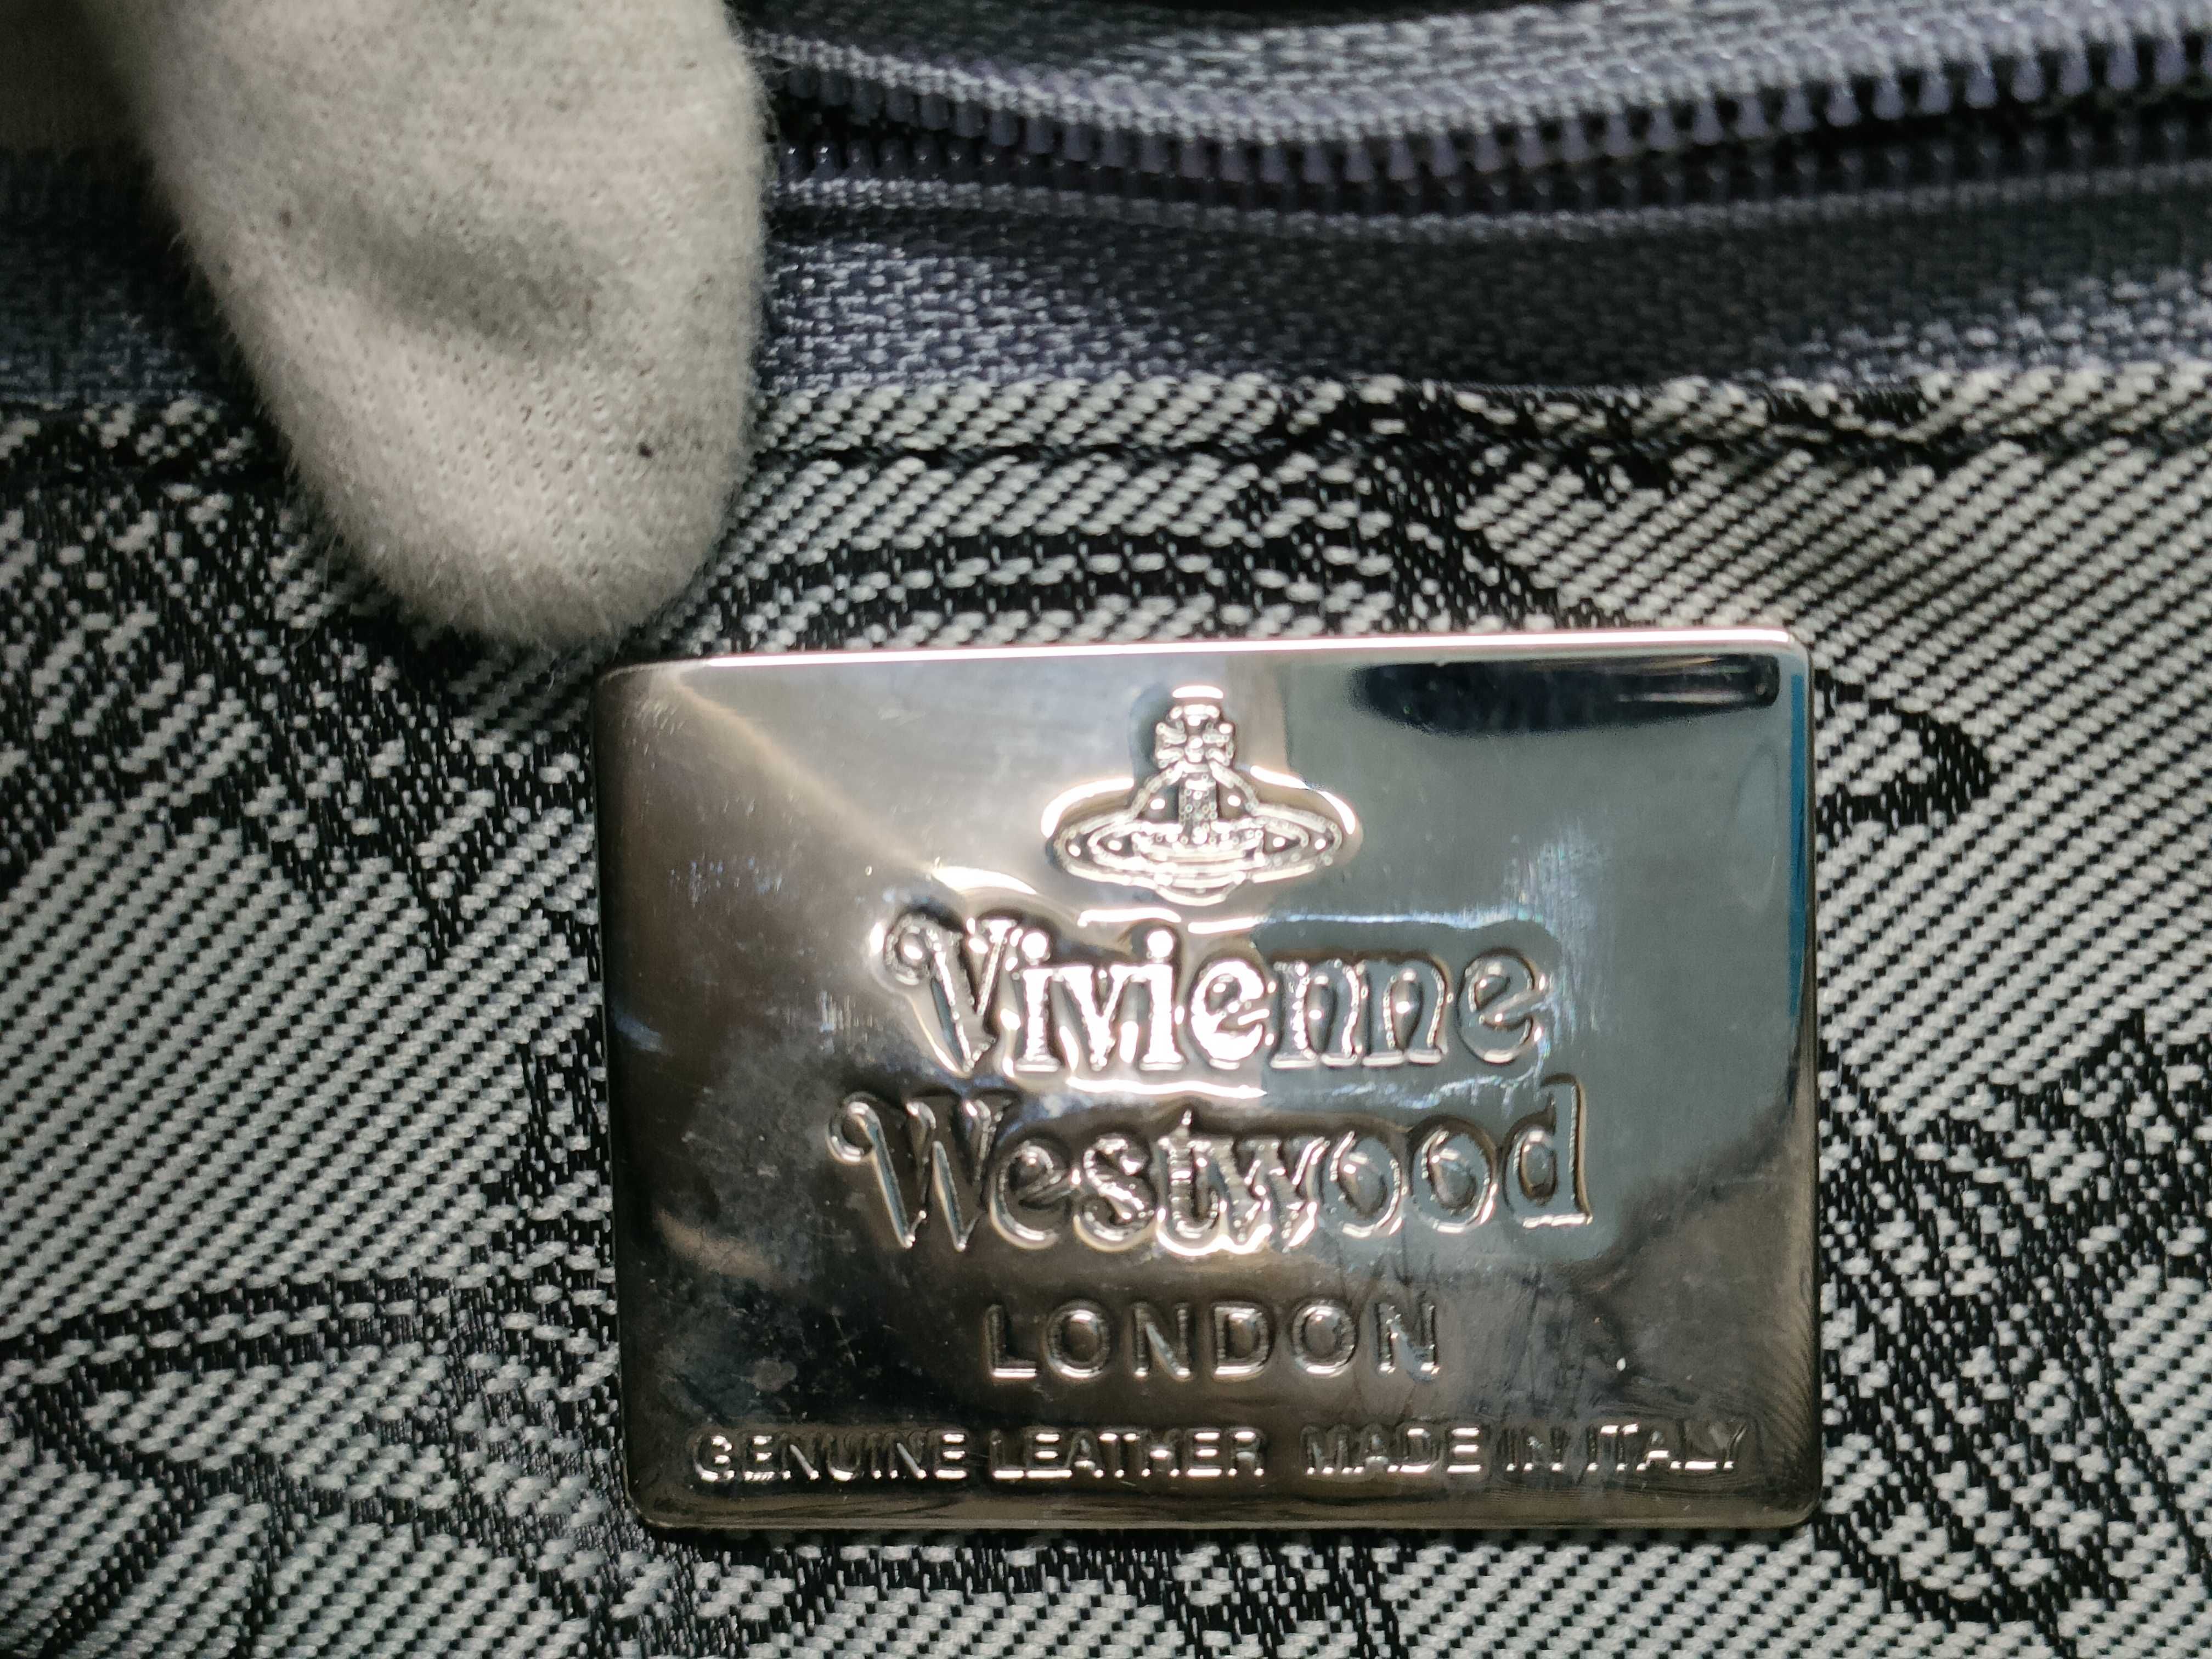 Vivienne
Westwood
LONDON
GENUINE LEATHER MADE IN ITALY